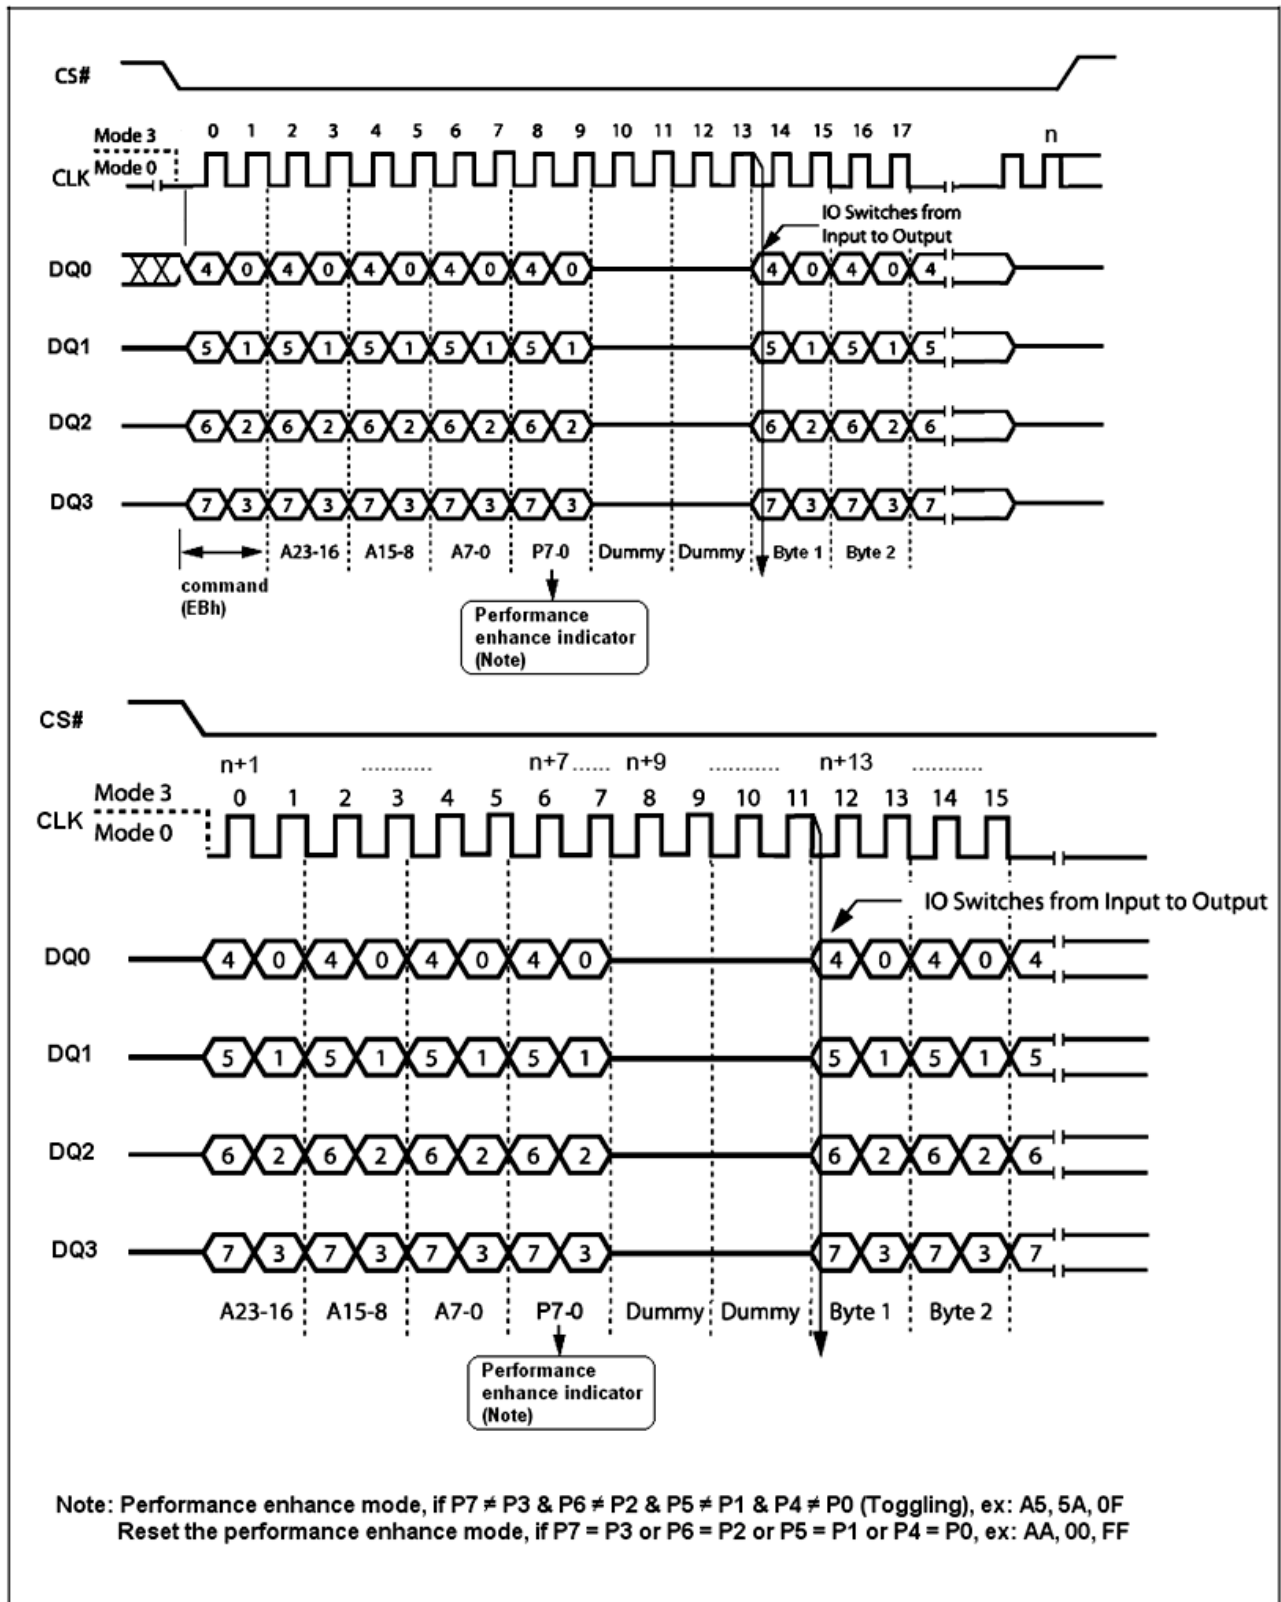 CS#
Mode 3
0 1 2 3 4 5 6 7 8 9 10 11 12 13 14 15 16 17 n
CLK Mode 0
IO Switches from
Input to Output
DQ0 4 0 4 0 4 0 4 0 4 0 4 0 4 0 4
DQ1 5 1 5 1 5 1 5 1 5 1 5 1 5 1 5
DQ2 6 2 6 2 6 2 6 2 6 2 6 2 6 2 6
DQ3 7 3 7 3 7 3 7 3 7 3 7 3 7 3 7
A23-16 A15-8 A7-0 P7-0 Dummy Dummy Byte 1 Byte 2
command
(EBh)
Performance
enhance indicator
(Note)
CS#
n+1 ........... n+7 ...... n+9 ........... n+13 ...........
Mode 3
0 1 2 3 4 5 6 7 8 9 10 11 12 13 14 15
CLK
Mode 0
IO Switches from Input to Output
DQ0 4 0 4 0 4 0 4 0 4 0 4 0 4
DQ1 5 1 5 1 5 1 5 1 5 1 5 1 5
DQ2 6 2 6 2 6 2 6 2 6 2 6 2 6
DQ3 7 3 7 3 7 3 7 3 7 3 7 3 7
A23-16 A15-8 A7-0 P7-0 Dummy Dummy Byte 1 Byte 2
Performance
enhance indicator
(Note)
Note: Performance enhance mode, if P7 ≠ P3 & P6 ≠ P2 & P5 ≠ P1 & P4 ≠ P0 (Toggling), ex: A5, 5A, 0F
Reset the performance enhance mode, if P7 = P3 or P6 = P2 or P5 = P1 or P4 = P0, ex: AA, 00, FF